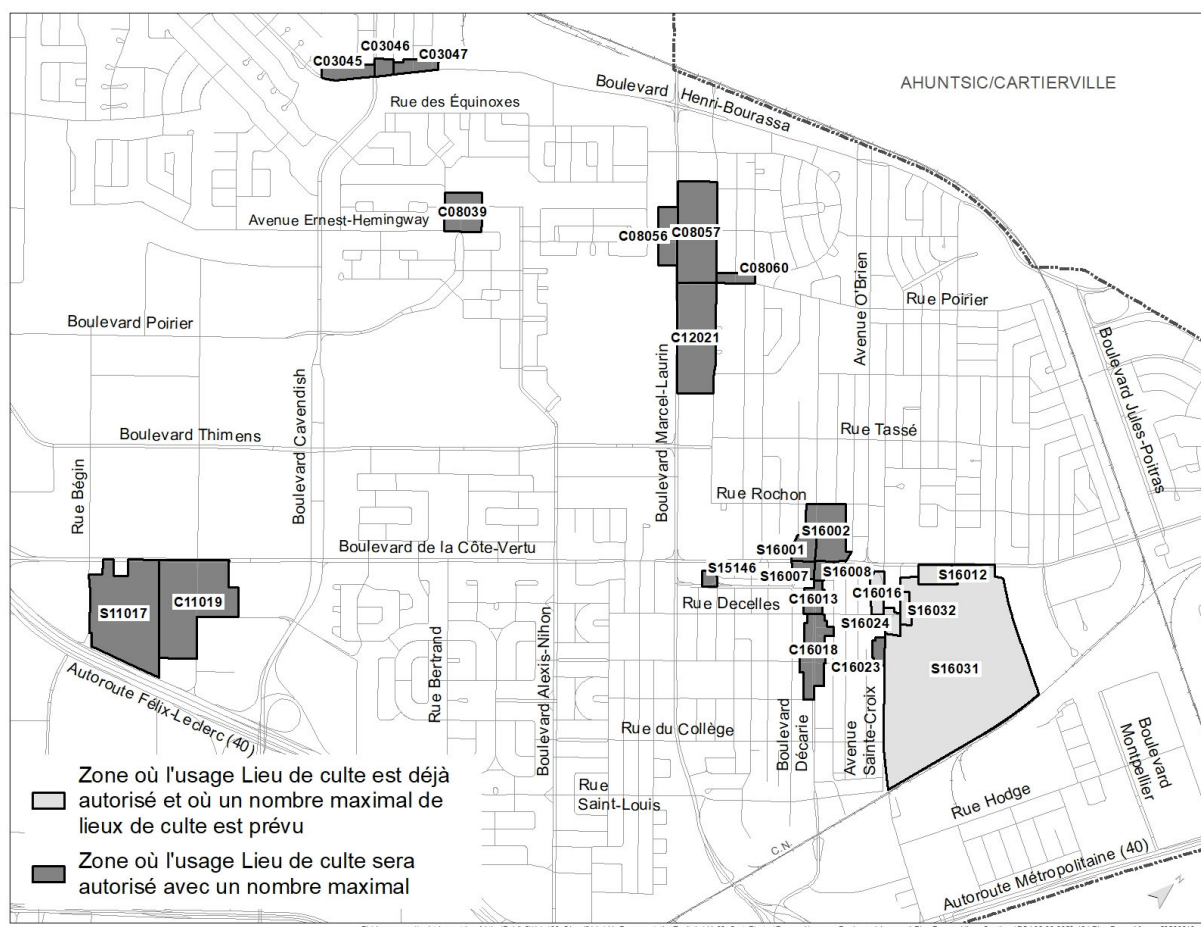 C03046
C03045
C03047
AHUNTSIC/CARTIERVILLE
Boulevard Henri-Bourassa
Rue des Équinoxes
C08039
Avenue Ernest-Hemingway
C08056
C08057
C08060
Avenue O'Brien
Rue Poirier
Boulevard Poirier
C12021
Boulevard Marcel-Laurin
Boulevard Jules-Poitras
Boulevard Cavendish
Boulevard Thimens
Rue Tassé
Rue Bégin
Rue Rochon
S16002
Boulevard de la Côte-Vertu
S16001
S15146
S16007
S16008
S16012
C16016
Rue Decelles
C16013
S16032
S11017
C11019
S16024
C16018
C16023
S16031
Autoroute Félix-Leclerc (40)
Rue Bertrand
Boulevard Alexis-Nihon
Rue du Collège
Boulevard
Décarie
Avenue
Sainte-Croix
Boulevard
Montpellier
Rue
Saint-Louis
Rue Hodge
C.N.
Autoroute Métropolitaine (40)
N
Zone où l'usage Lieu de culte est déjà
autorisé et où un nombre maximal de
lieux de culte est prévu
Zone où l'usage Lieu de culte sera
autorisé avec un nombre maximal